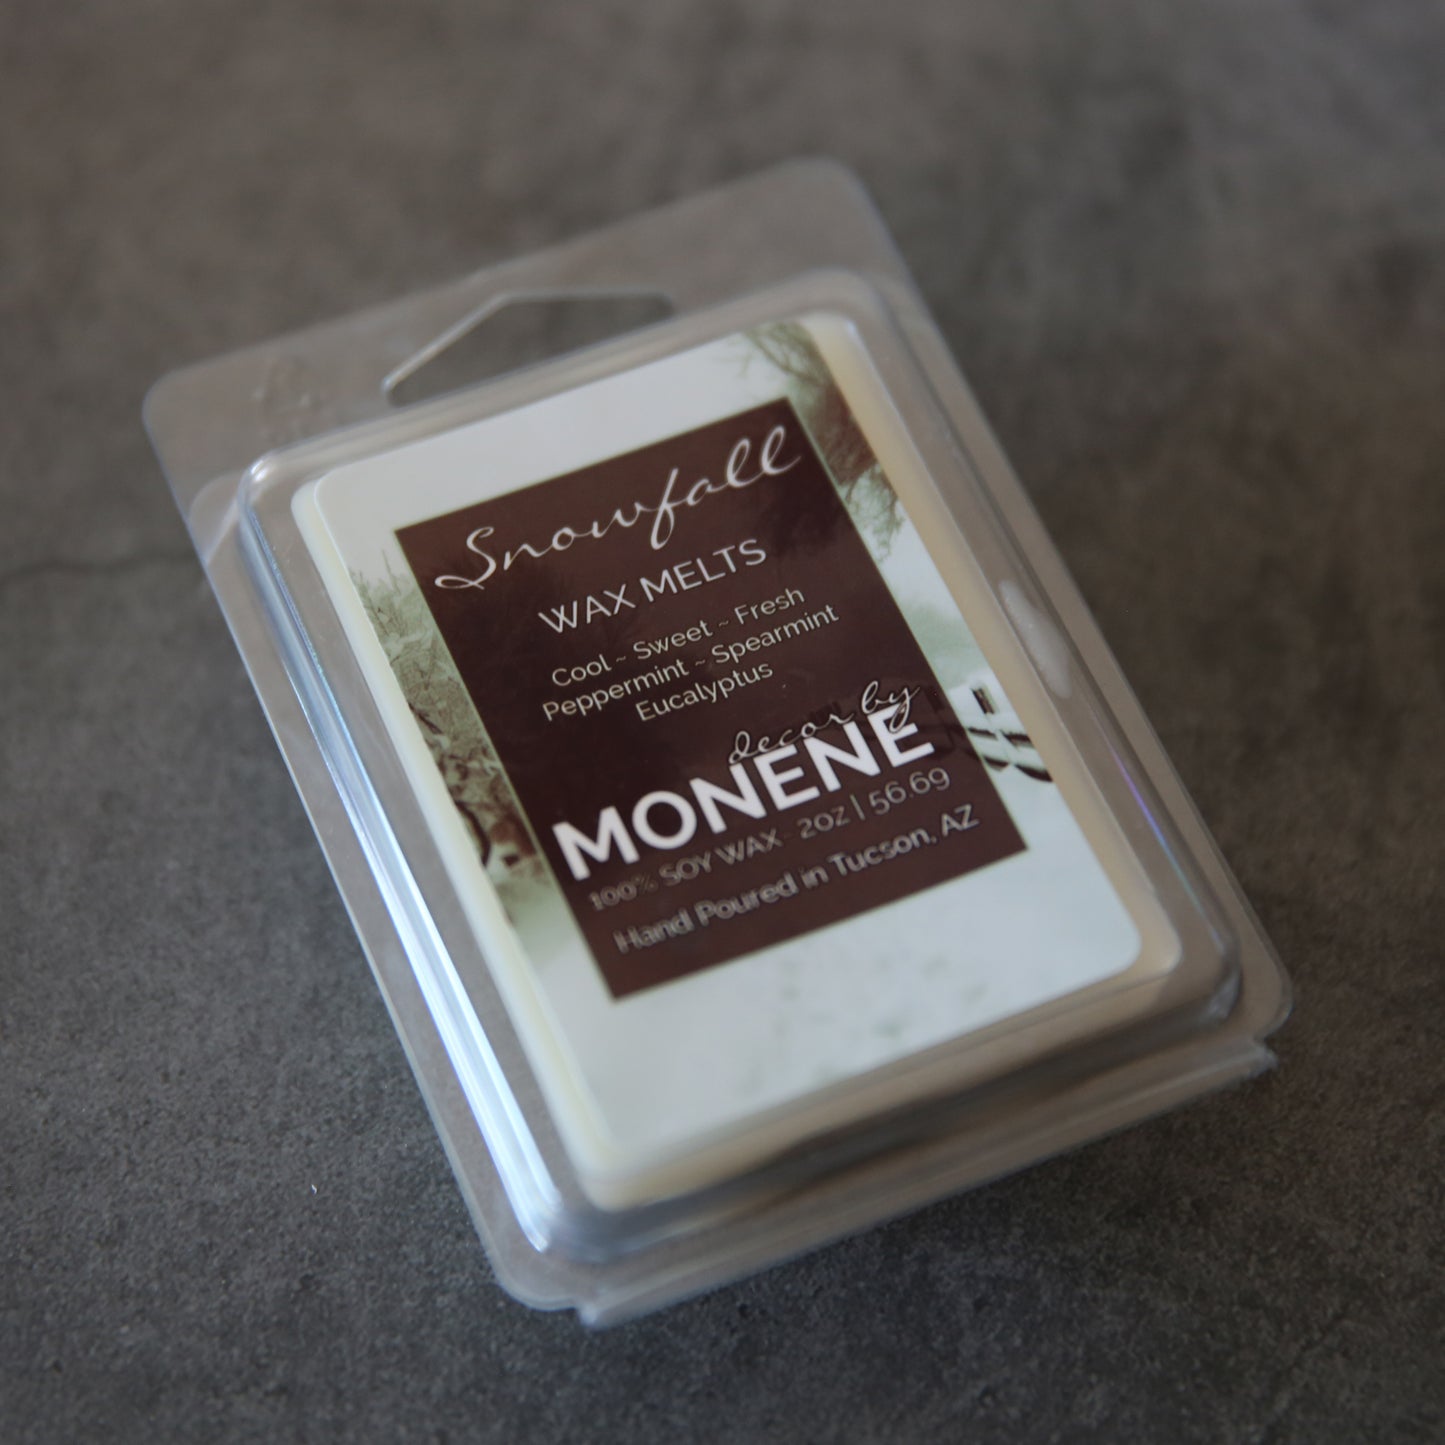 Snowfall
WAX MELTS
Cool ~ Sweet ~ Fresh
Peppermint ~ Spearmint
Eucalyptus
decor by
MONENE
100% SOY WAX - 2OZ | 56.69
Hand Poured in Tucson, AZ